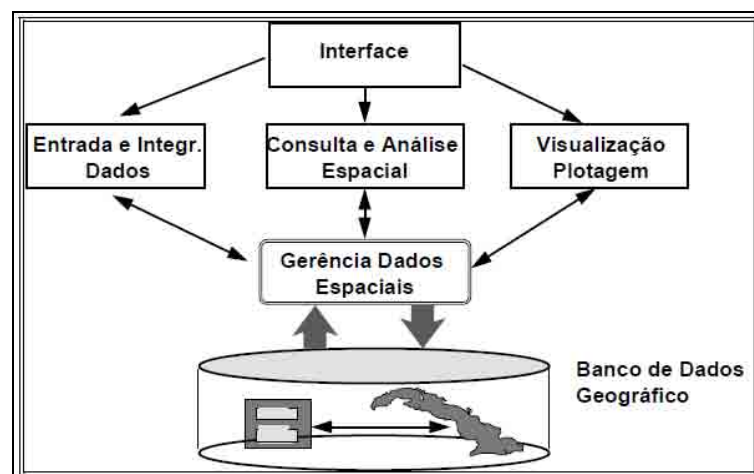 Interface
Entrada e Integr.
Dados
Consulta e Análise
Espacial
Visualização
Plotagem
Gerência Dados
Espaciais
Banco de Dados
Geográfico